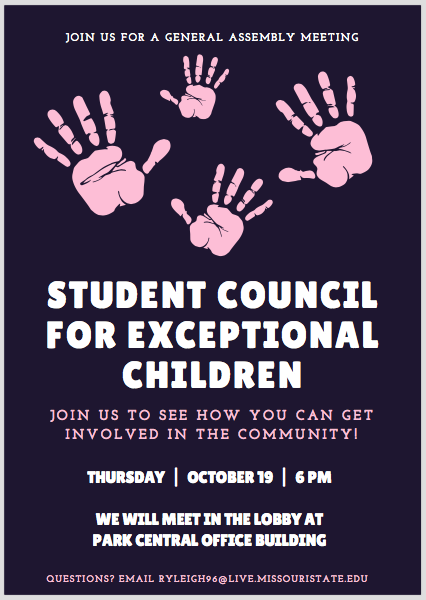 JOIN US FOR A GENERAL ASSEMBLY MEETING
STUDENT COUNCIL
FOR EXCEPTIONAL
CHILDREN
JOIN US TO SEE HOW YOU CAN GET
INVOLVED IN THE COMMUNITY!
THURSDAY | OCTOBER 19 | 6 PM
WE WILL MEET IN THE LOBBY AT
PARK CENTRAL OFFICE BUILDING
QUESTIONS? EMAIL RYLEIGH96@LIVE.MISSOURISTATE.EDU